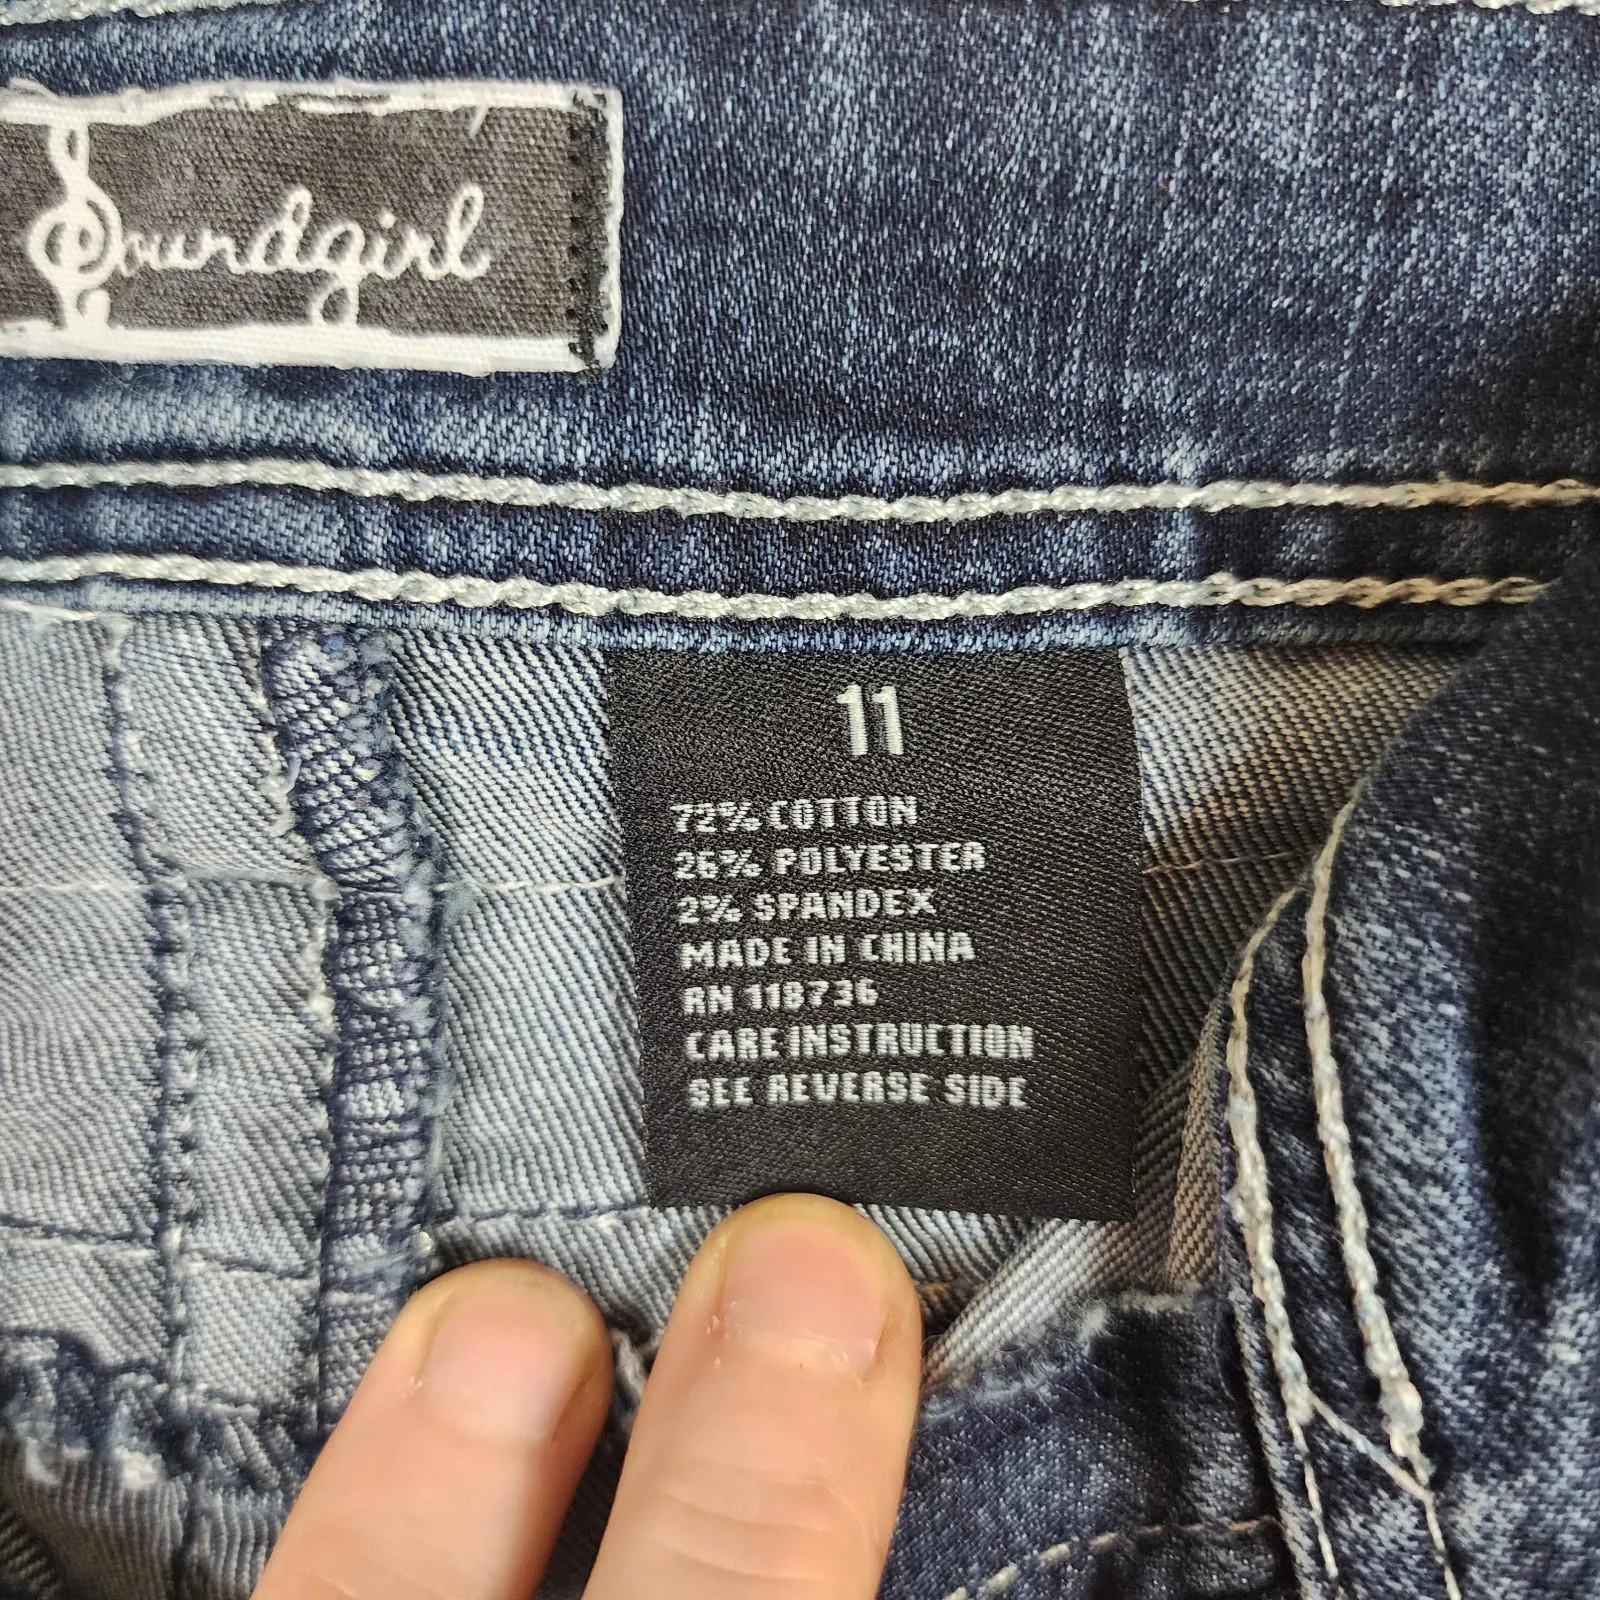 Soundgirl
11
72% COTTON
26% POLYESTER
2% SPANDEX
MADE IN CHINA
RN 118736
CARE INSTRUCTION
SEE REVERSE SIDE